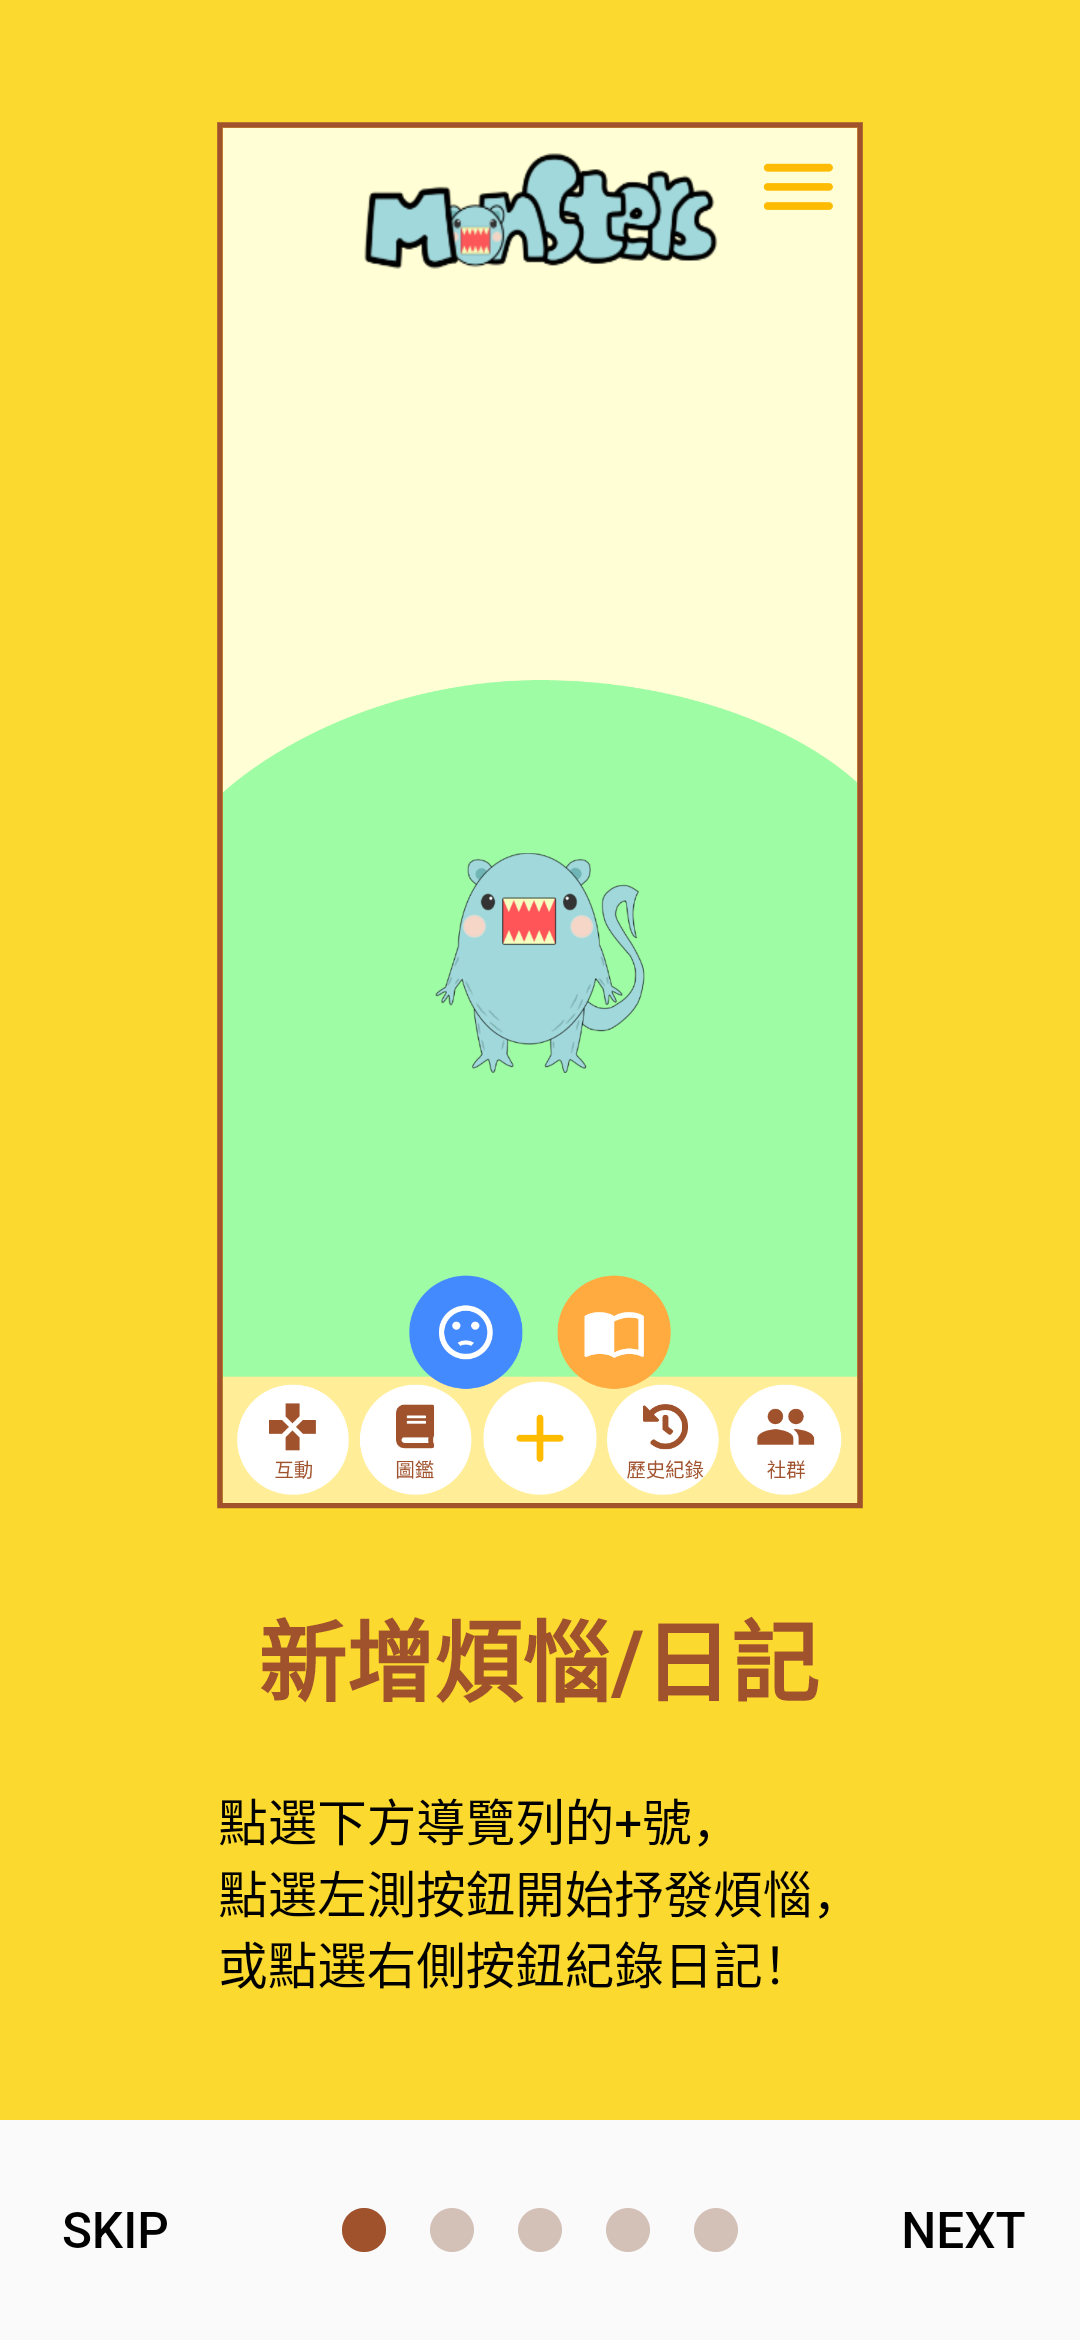 Monsters
互動
圖鑑
歷史紀錄
社群
新增煩惱/日記
點選下方導覽列的+號，
點選左測按鈕開始抒發煩惱，
或點選右側按鈕紀錄日記！
SKIP
NEXT